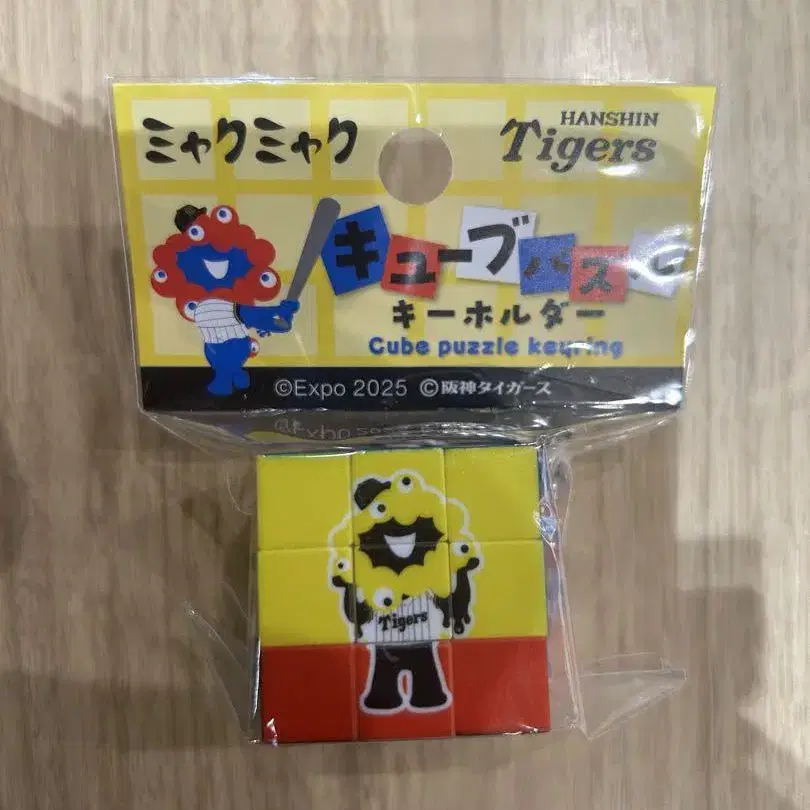 ミャクミャク
HANSHIN
Tigers
キューブパズル
キーホルダー
Cube puzzle keyring
©Expo 2025 ©阪神タイガース
Tigers